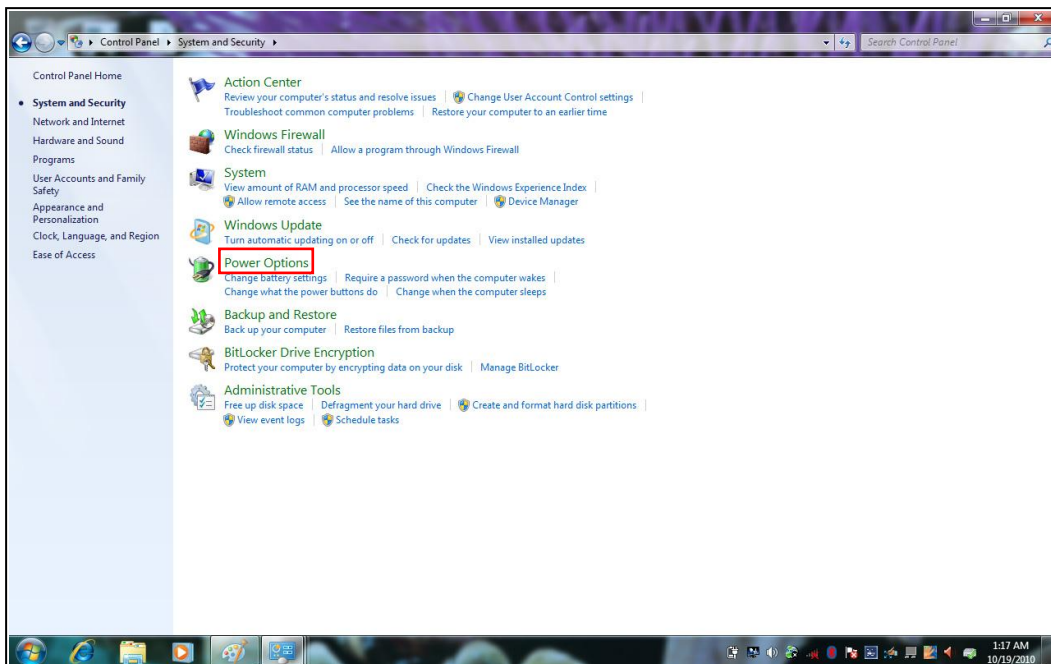 Control Panel ▸ System and Security ▸
Search Control Panel
Control Panel Home
System and Security
Network and Internet
Hardware and Sound
Programs
User Accounts and Family
Safety
Appearance and
Personalization
Clock, Language, and Region
Ease of Access
Action Center
Review your computer's status and resolve issues
Change User Account Control settings
Troubleshoot common computer problems
Restore your computer to an earlier time
Windows Firewall
Check firewall status
Allow a program through Windows Firewall
System
View amount of RAM and processor speed
Check the Windows Experience Index
Allow remote access
See the name of this computer
Device Manager
Windows Update
Turn automatic updating on or off
Check for updates
View installed updates
Power Options
Change battery settings
Require a password when the computer wakes
Change what the power buttons do
Change when the computer sleeps
Backup and Restore
Back up your computer
Restore files from backup
BitLocker Drive Encryption
Protect your computer by encrypting data on your disk
Manage BitLocker
Administrative Tools
Free up disk space
Defragment your hard drive
Create and format hard disk partitions
View event logs
Schedule tasks
1:17 AM
10/19/2010